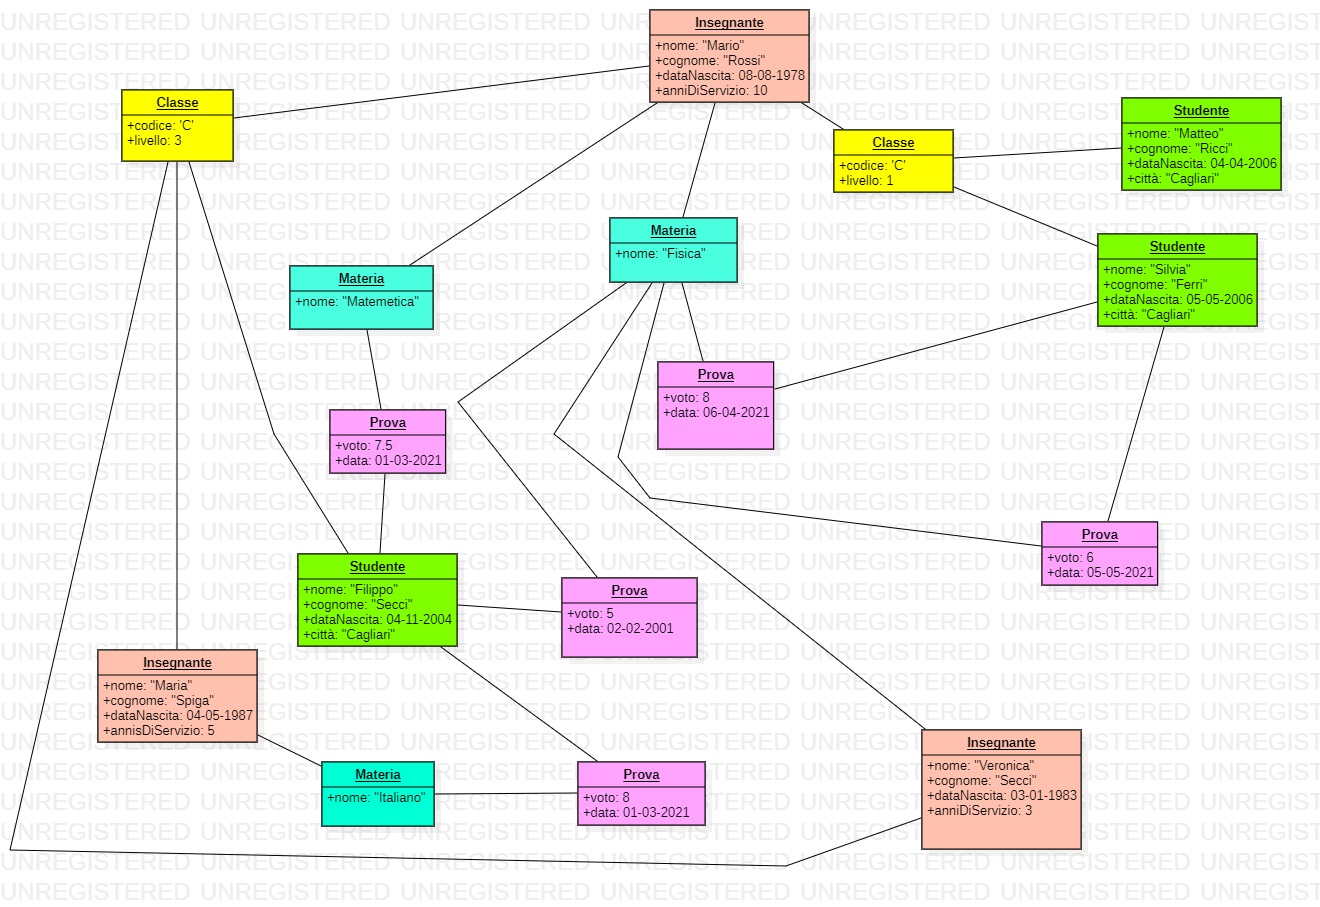 Insegnante
+nome: "Mario"
+cognome: "Rossi"
+dataNascita: 08-08-1978
+anniDiServizio: 10
Classe
+codice: 'C'
+livello: 3
Studente
+nome: "Matteo"
+cognome: "Ricci"
+dataNascita: 04-04-2006
+città: "Cagliari"
Classe
+codice: 'C'
+livello: 1
Materia
+nome: "Fisica"
Studente
+nome: "Silvia"
+cognome: "Ferri"
+dataNascita: 05-05-2006
+città: "Cagliari"
Materia
+nome: "Matemetica"
Prova
+voto: 8
+data: 06-04-2021
Prova
+voto: 7.5
+data: 01-03-2021
Prova
+voto: 6
+data: 05-05-2021
Studente
+nome: "Filippo"
+cognome: "Secci"
+dataNascita: 04-11-2004
+città: "Cagliari"
Prova
+voto: 5
+data: 02-02-2001
Insegnante
+nome: "Maria"
+cognome: "Spiga"
+dataNascita: 04-05-1987
+annisDiServizio: 5
Insegnante
+nome: "Veronica"
+cognome: "Secci"
+dataNascita: 03-01-1983
+anniDiServizio: 3
Materia
+nome: "Italiano"
Prova
+voto: 8
+data: 01-03-2021
UNREGISTERED